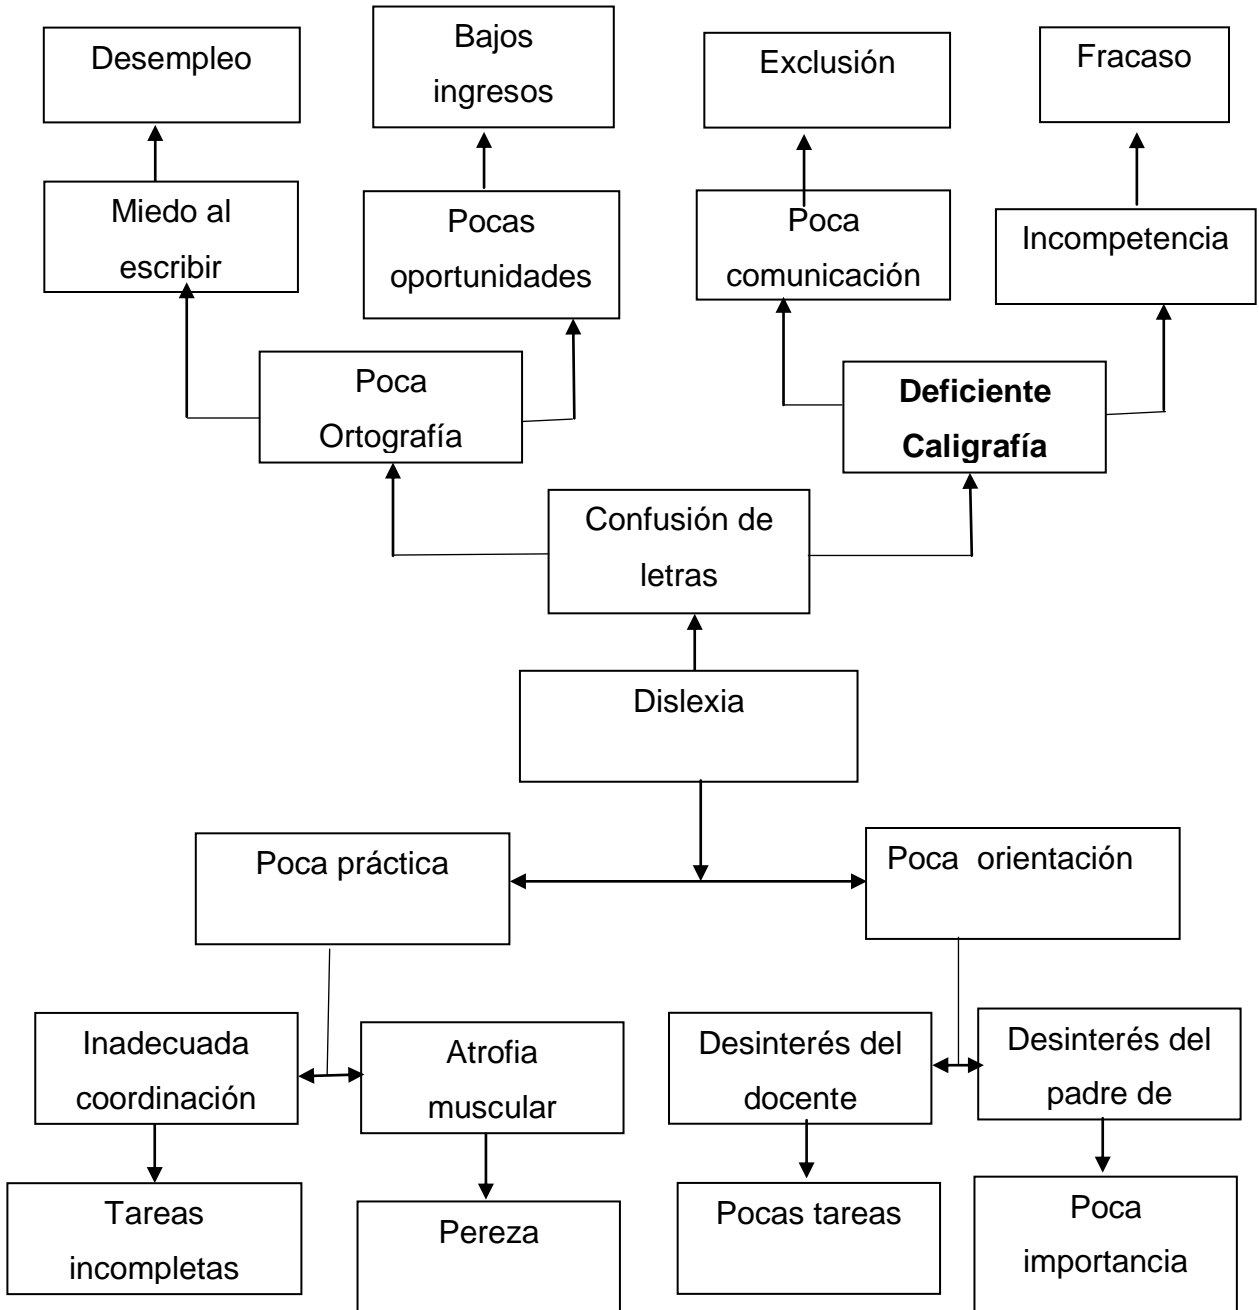 Desempleo
Bajos
ingresos
Exclusión
Fracaso
Miedo al
escribir
Pocas
oportunidades
Poca
comunicación
Incompetencia
Poca
Ortografía
Deficiente
Caligrafía
Confusión de
letras
Dislexia
Poca práctica
Poca orientación
Inadecuada
coordinación
Atrofia
muscular
Desinterés del
docente
Desinterés del
padre de
Tareas
incompletas
Pereza
Pocas tareas
Poca
importancia